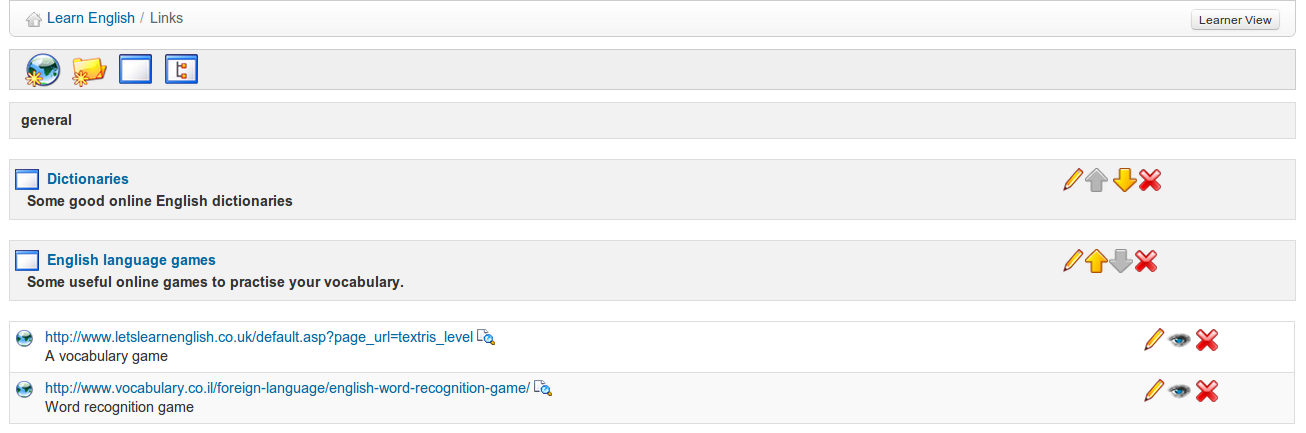 Learn English / Links
Learner View
general
Dictionaries
Some good online English dictionaries
English language games
Some useful online games to practise your vocabulary.
http://www.letslearnenglish.co.uk/default.asp?page_url=textris_level
A vocabulary game
http://www.vocabulary.co.il/foreign-language/english-word-recognition-game/
Word recognition game